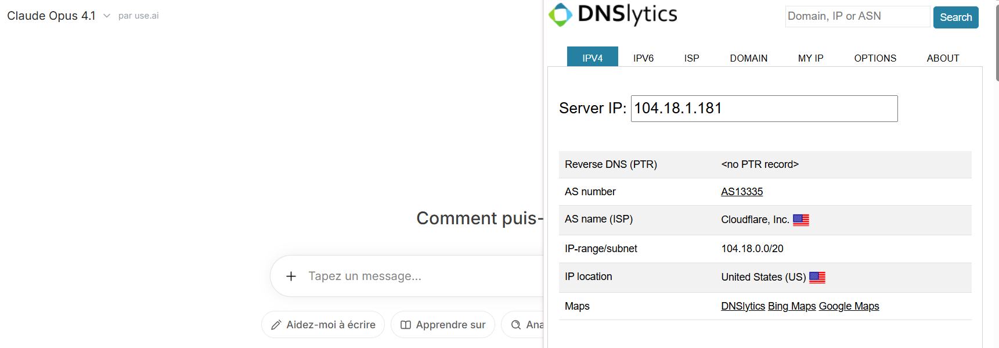 Claude Opus 4.1 par use.ai
Comment puis-
Tapez un message...
Aidez-moi à écrire
Apprendre sur
Ana
DNSlytics
Domain, IP or ASN
Search
IPV4 IPV6 ISP DOMAIN MY IP OPTIONS ABOUT
Server IP: 104.18.1.181
Reverse DNS (PTR) <no PTR record>
AS number AS13335
AS name (ISP) Cloudflare, Inc.
IP-range/subnet 104.18.0.0/20
IP location United States (US)
Maps DNSlytics Bing Maps Google Maps